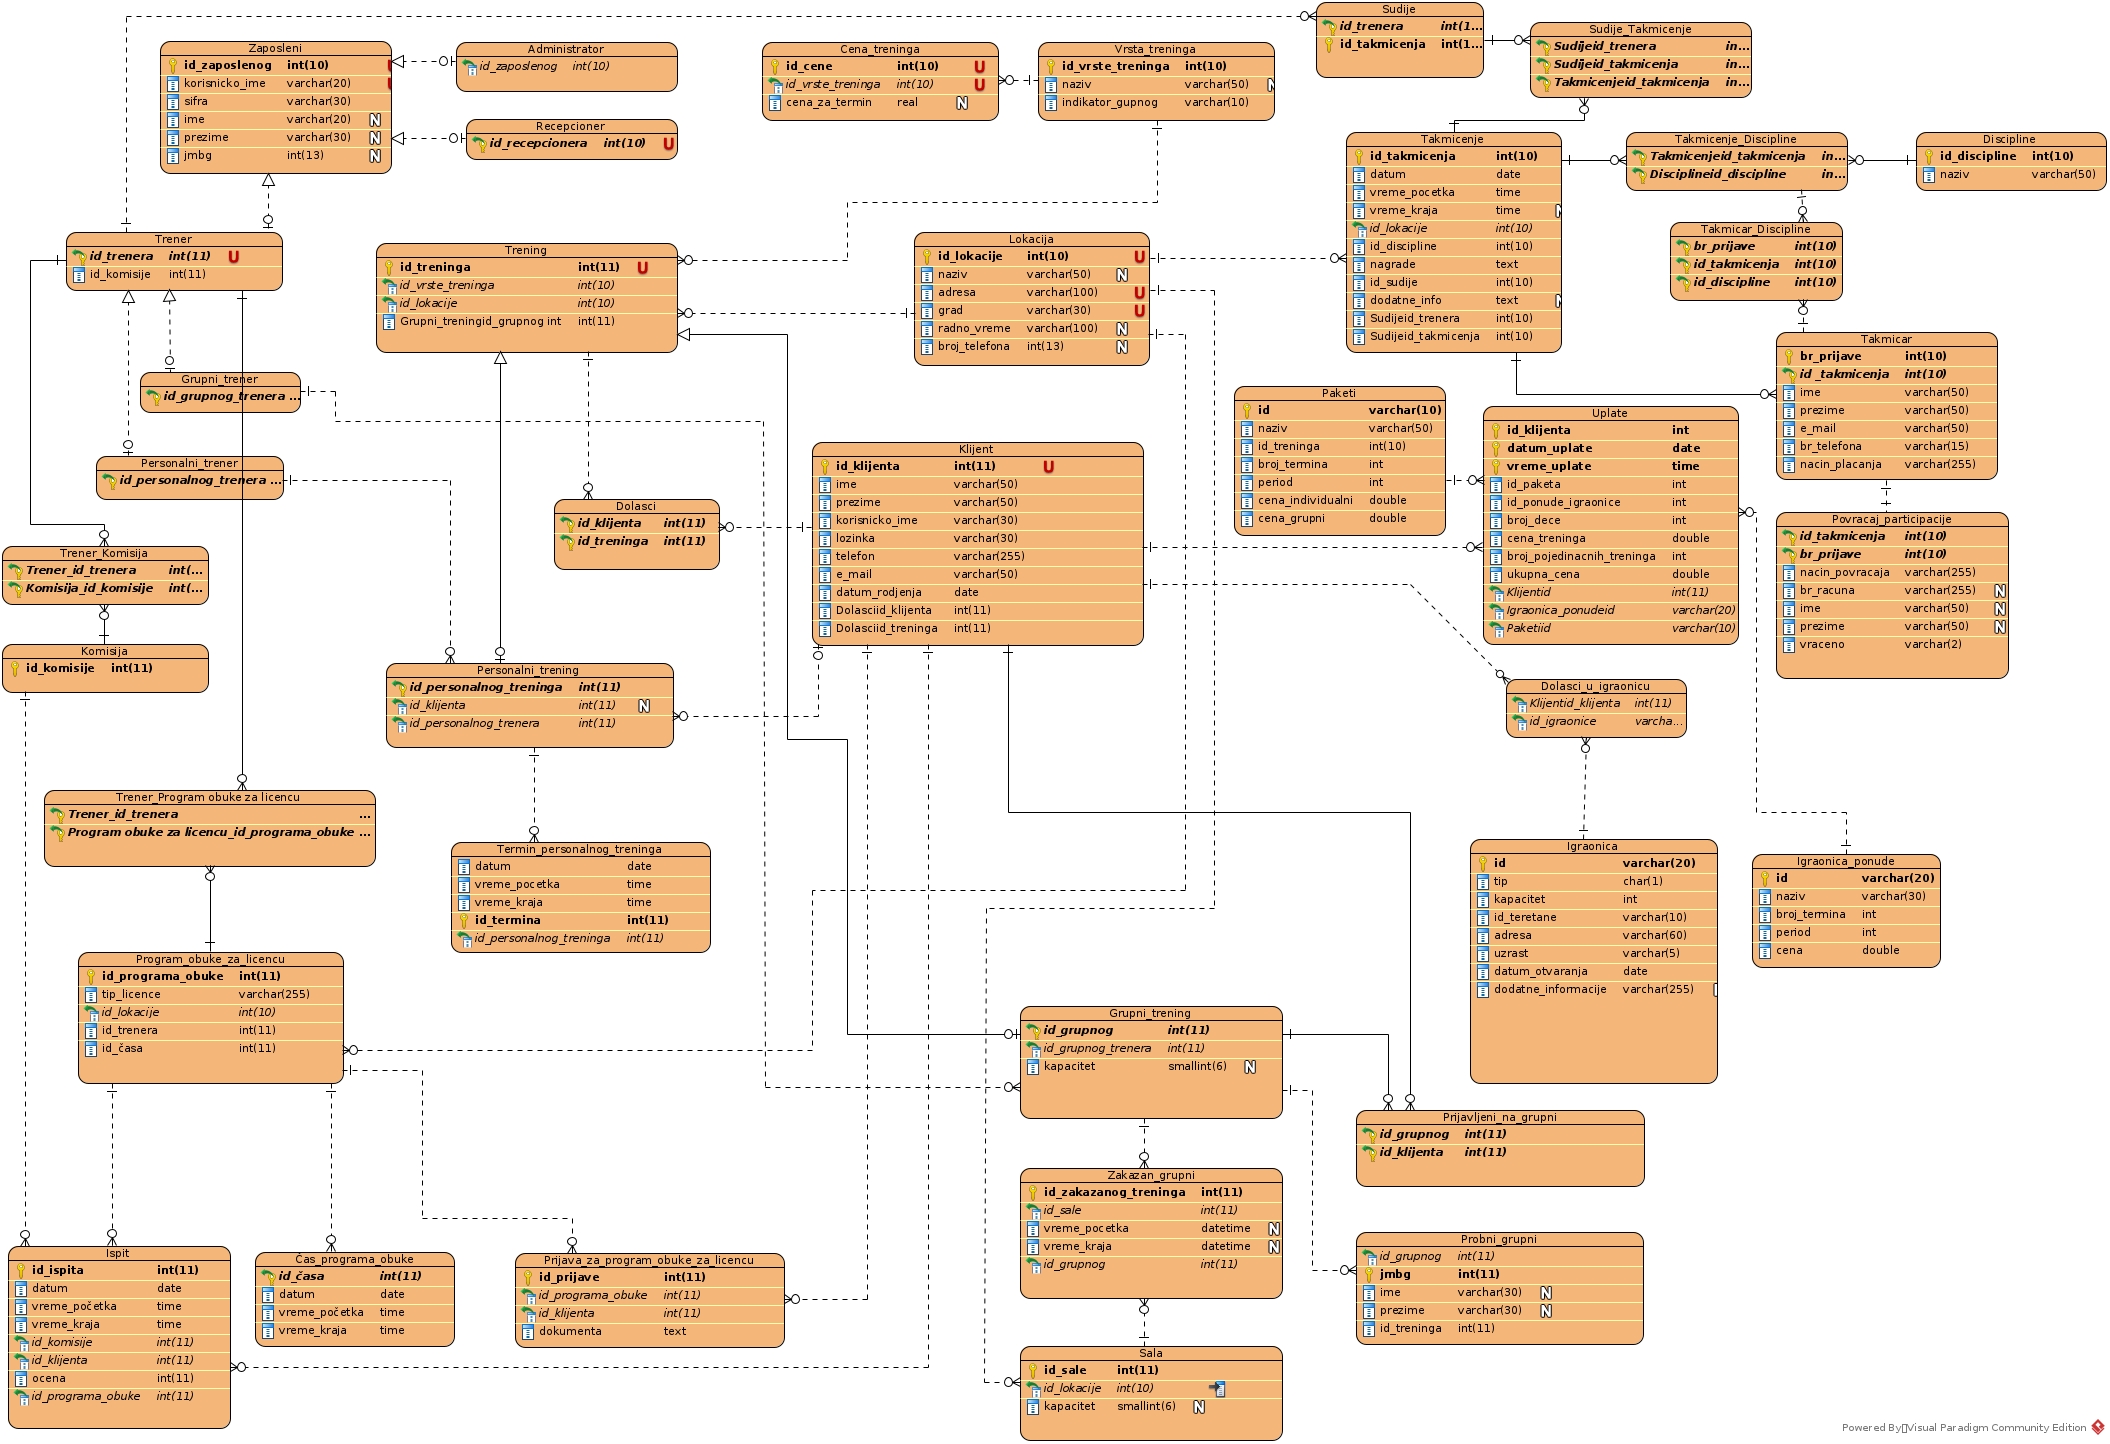 Sudije
id_trenera int(1...
id_takmicenja int(1...
Sudije_Takmicenje
Sudijeid_trenera in...
Sudijeid_takmicenja in...
Takmicenjeid_takmicenja in...
Zaposleni
id_zaposlenog int(10) U
korisnicko_ime varchar(20)
sifra varchar(30)
ime varchar(20) N
prezime varchar(30) N
jmbg int(13) N
Administrator
id_zaposlenog int(10)
Recepcioner
id_recepcionera int(10) U
Cena_treninga
id_cene int(10) U
id_vrste_treninga int(10) U
cena_za_termin real N
Vrsta_treninga
id_vrste_treninga int(10)
naziv varchar(50) N
indikator_gupnog varchar(10)
Takmicenje
id_takmicenja int(10)
datum date
vreme_pocetka time
vreme_kraja time N
id_lokacije int(10)
id_discipline int(10)
nagrade text
id_sudije int(10)
dodatne_info text N
Sudijeid_trenera int(10)
Sudijeid_takmicenja int(10)
Takmicenje_Discipline
Takmicenjeid_takmicenja in...
Disciplineid_discipline in...
Discipline
id_discipline int(10)
naziv varchar(50)
Takmicar_Discipline
br_prijave int(10)
id_takmicenja int(10)
id_discipline int(10)
Trener
id_trenera int(11) U
id_komisije int(11)
Trening
id_treninga int(11) U
id_vrste_treninga int(10)
id_lokacije int(10)
Grupni_treningid_grupnog int int(11)
Lokacija
id_lokacije int(10) U
naziv varchar(50) N
adresa varchar(100) U
grad varchar(30) U
radno_vreme varchar(100) N
broj_telefona int(13) N
Takmicar
br_prijave int(10)
id _takmicenja int(10)
ime varchar(50)
prezime varchar(50)
e_mail varchar(50)
br_telefona varchar(15)
nacin_placanja varchar(255)
Grupni_trener
id_grupnog_trenera ...
Personalni_trener
id_personalnog_trenera ...
Paketi
id varchar(10)
naziv varchar(50)
id_treninga int(10)
broj_termina int
period int
cena_individualni double
cena_grupni double
Uplate
id_klijenta int
datum_uplate date
vreme_uplate time
id_paketa int
id_ponude_igraonice int
broj_dece int
cena_treninga double
broj_pojedinacnih_treninga int
ukupna_cena double
Klijentid int(11)
Igraonica_ponudeid varchar(20)
Paketiid varchar(10)
Klijent
id_klijenta int(11) U
ime varchar(50)
prezime varchar(50)
korisnicko_ime varchar(30)
lozinka varchar(30)
telefon varchar(255)
e_mail varchar(50)
datum_rodjenja date
Dolasciid_klijenta int(11)
Dolasciid_treninga int(11)
Dolasci
id_klijenta int(11)
id_treninga int(11)
Povracaj_participacije
id_takmicenja int(10)
br_prijave int(10)
nacin_povracaja varchar(255)
br_racuna varchar(255) N
ime varchar(50) N
prezime varchar(50) N
vraceno varchar(2)
Trener_Komisija
Trener_id_trenera int(...
Komisija_id_komisije int(...
Komisija
id_komisije int(11)
Personalni_trening
id_personalnog_treninga int(11)
id_klijenta int(11) N
id_personalnog_trenera int(11)
Dolasci_u_igraonicu
Klijentid_klijenta int(11)
id_igraonice varcha...
Trener_Program obuke za licencu
Trener_id_trenera ...
Program obuke za licencu_id_programa_obuke ...
Termin_personalnog_treninga
datum date
vreme_pocetka time
vreme_kraja time
id_termina int(11)
id_personalnog_treninga int(11)
Igraonica
id varchar(20)
tip char(1)
kapacitet int
id_teretane varchar(10)
adresa varchar(60)
uzrast varchar(5)
datum_otvaranja date
dodatne_informacije varchar(255)
Igraonica_ponude
id varchar(20)
naziv varchar(30)
broj_termina int
period int
cena double
Program_obuke_za_licencu
id_programa_obuke int(11)
tip_licence varchar(255)
id_lokacije int(10)
id_trenera int(11)
id_časa int(11)
Grupni_trening
id_grupnog int(11)
id_grupnog_trenera int(11)
kapacitet smallint(6) N
Prijavljeni_na_grupni
id_grupnog int(11)
id_klijenta int(11)
Zakazan_grupni
id_zakazanog_treninga int(11)
id_sale int(11)
vreme_pocetka datetime N
vreme_kraja datetime N
id_grupnog int(11)
Probni_grupni
id_grupnog int(11)
jmbg int(11)
ime varchar(30) N
prezime varchar(30) N
id_treninga int(11)
Ispit
id_ispita int(11)
datum date
vreme_početka time
vreme_kraja time
id_komisije int(11)
id_klijenta int(11)
ocena int(11)
id_programa_obuke int(11)
Čas_programa_obuke
id_časa int(11)
datum date
vreme_početka time
vreme_kraja time
Prijava_za_program_obuke_za_licencu
id_prijave int(11)
id_programa_obuke int(11)
id_klijenta int(11)
dokumenta text
Sala
id_sale int(11)
id_lokacije int(10)
kapacitet smallint(6) N
Powered By Visual Paradigm Community Edition